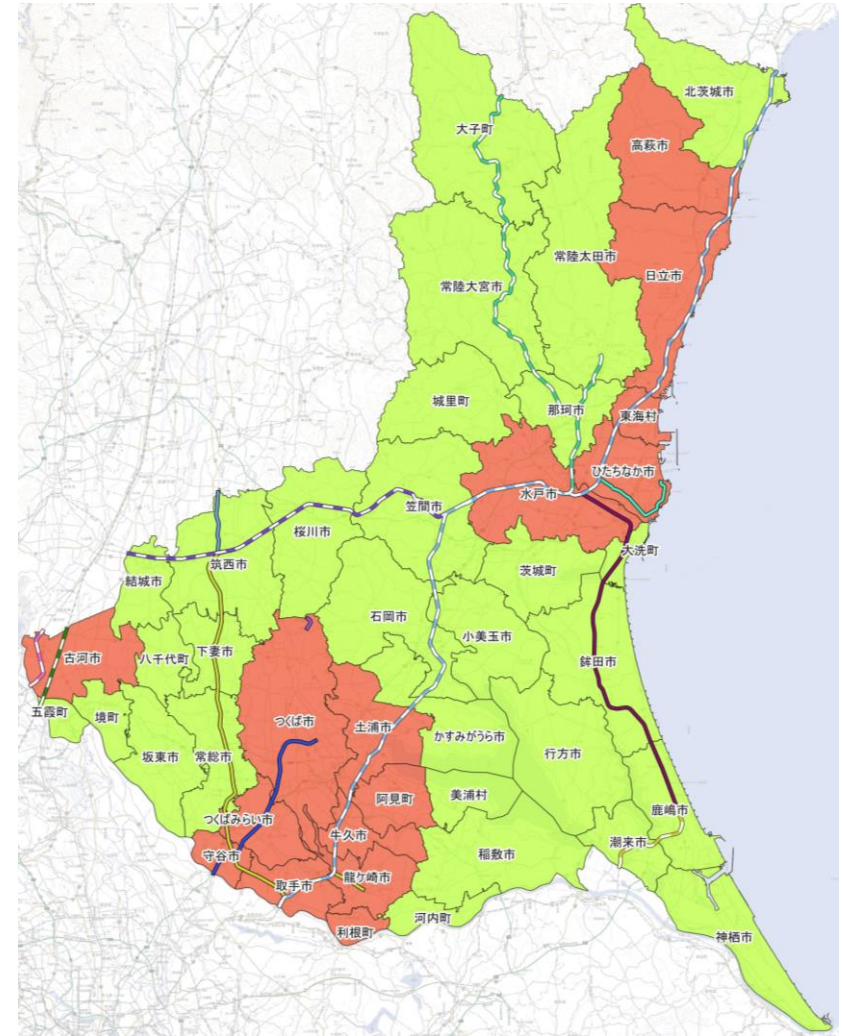 北茨城市
大子町
高萩市
常陸太田市
日立市
常陸大宮市
城里町
那珂市
東海村
ひたちなか市
水戸市
笠間市
桜川市
大洗町
筑西市
茨城町
結城市
石岡市
小美玉市
古河市
八千代町
下妻市
鉾田市
五霞町
境町
つくば市
土浦市
かすみがうら市
坂東市
常総市
行方市
阿見町
美浦村
鹿嶋市
つくばみらい市
牛久市
潮来市
守谷市
稲敷市
取手市
龍ケ崎市
河内町
利根町
神栖市